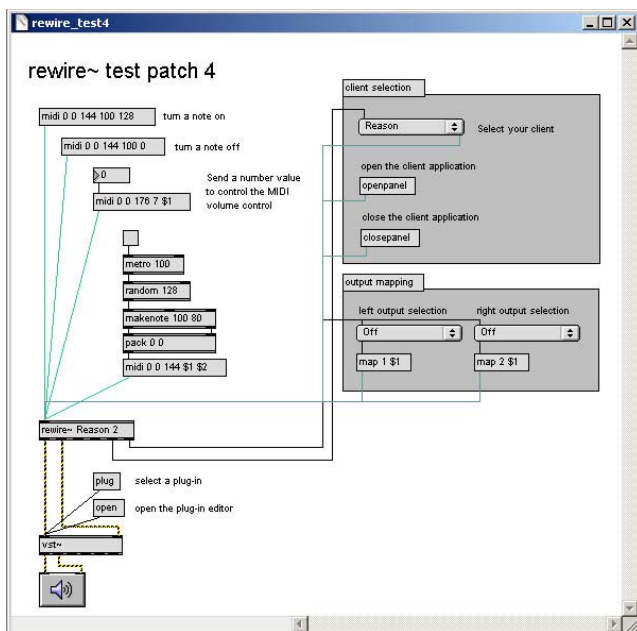 rewire_test4
rewire~ test patch 4
midi 0 0 144 100 128
turn a note on
midi 0 0 144 100 0
turn a note off
0
Send a number value
to control the MIDI
volume control
midi 0 0 176 7 $1
metro 100
random 128
makenote 100 80
pack 0 0
midi 0 0 144 $1 $2
client selection
Reason
Select your client
open the client application
openpanel
close the client application
closepanel
output mapping
left output selection
right output selection
Off
Off
map 1 $1
map 2 $1
rewire~ Reason 2
plug
select a plug-in
open
open the plug-in editor
vst~